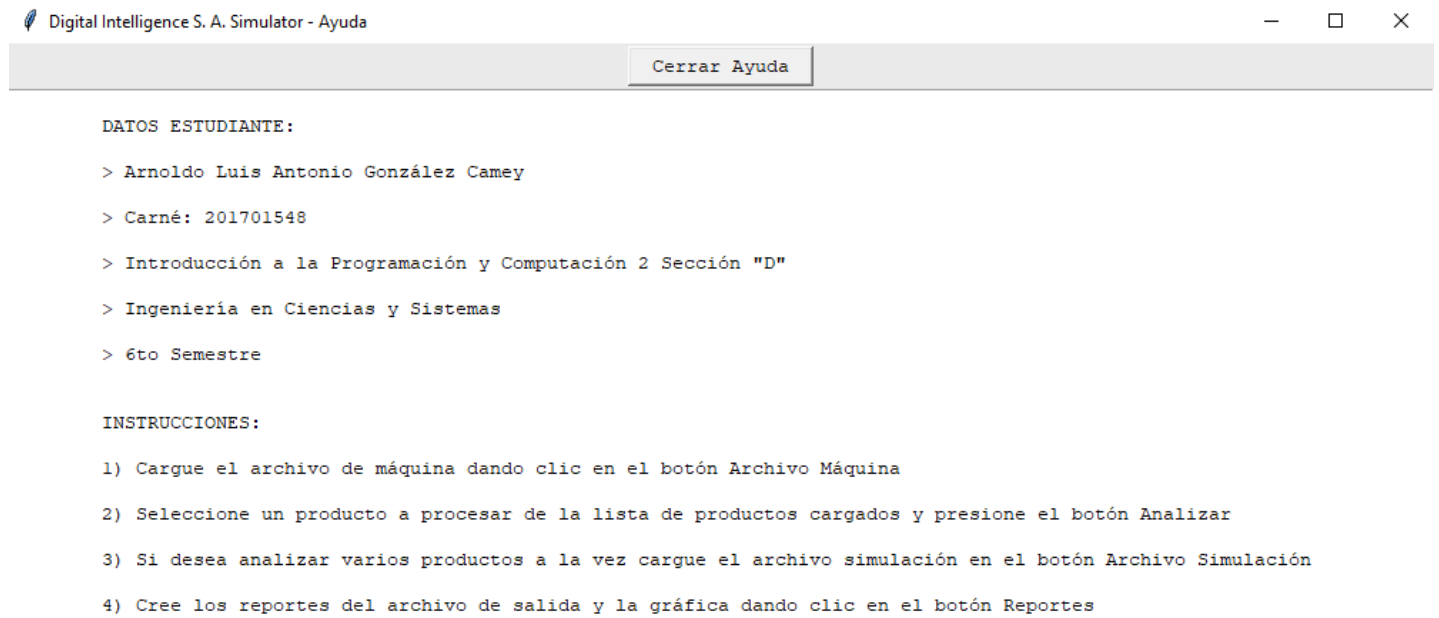 Digital Intelligence S. A. Simulator - Ayuda
Cerrar Ayuda
DATOS ESTUDIANTE:
> Arnoldo Luis Antonio González Camey
> Carné: 201701548
> Introducción a la Programación y Computación 2 Sección "D"
> Ingeniería en Ciencias y Sistemas
> 6to Semestre
INSTRUCCIONES:
1) Cargue el archivo de máquina dando clic en el botón Archivo Máquina
2) Seleccione un producto a procesar de la lista de productos cargados y presione el botón Analizar
3) Si desea analizar varios productos a la vez cargue el archivo simulación en el botón Archivo Simulación
4) Cree los reportes del archivo de salida y la gráfica dando clic en el botón Reportes